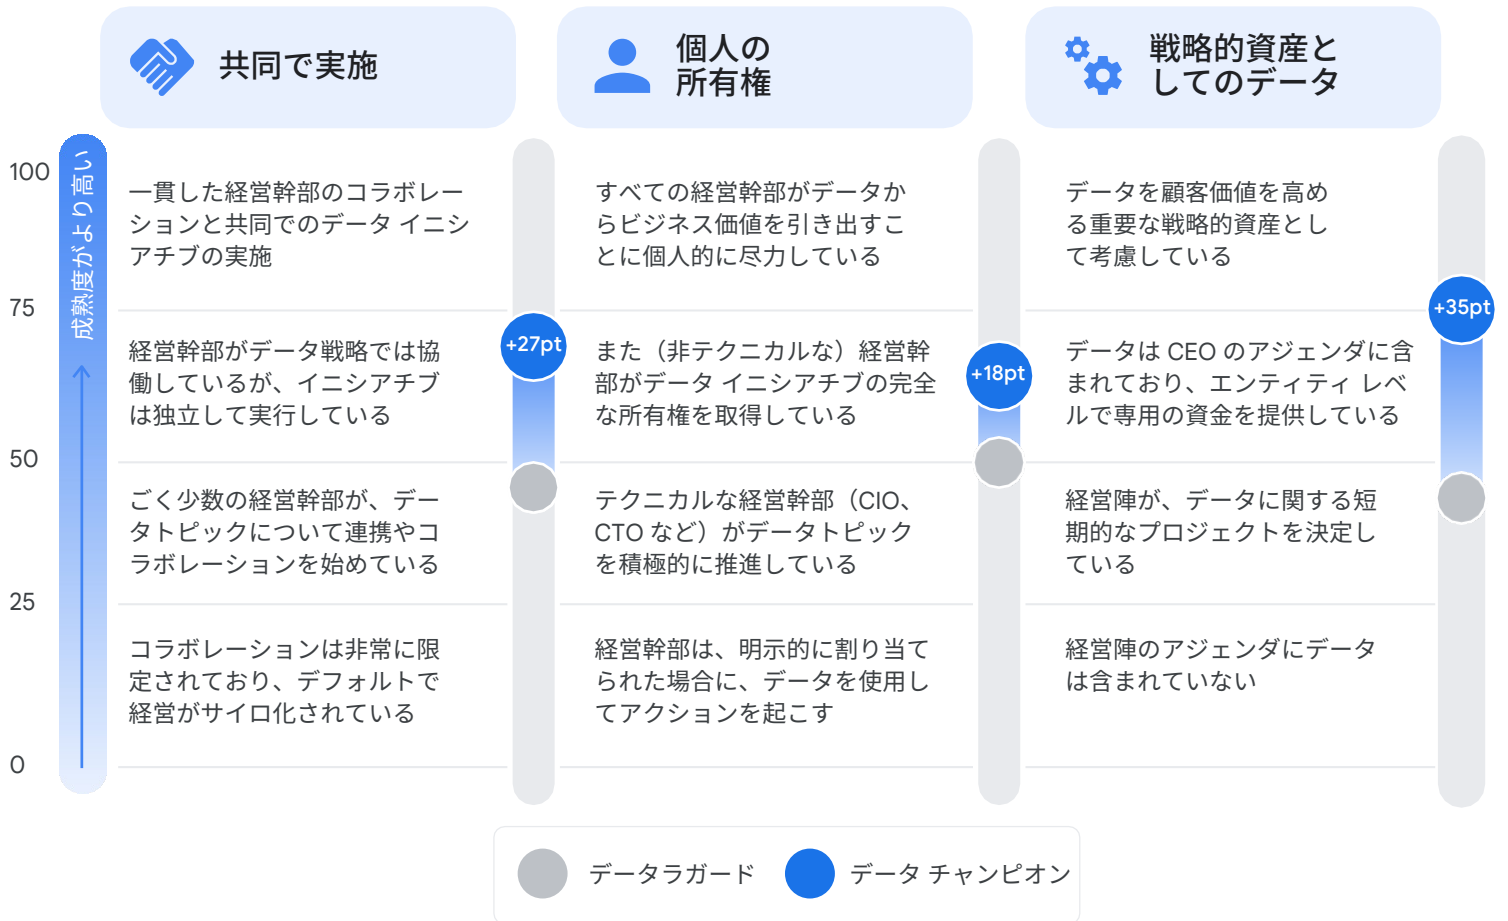 共同で実施
個人の
所有権
戦略的資産と
してのデータ
100
75
50
25
0
成熟度がより高い
一貫した経営幹部のコラボレー
ションと共同でのデータ イニシ
アチブの実施
経営幹部がデータ戦略では協
働しているが、イニシアチブ
は独立して実行している
ごく少数の経営幹部が、デー
タトピックについて連携やコ
ラボレーションを始めている
コラボレーションは非常に限
定されており、デフォルトで
経営がサイロ化されている
+27pt
すべての経営幹部がデータか
らビジネス価値を引き出すこ
とに個人的に尽力している
また（非テクニカルな）経営幹
部がデータ イニシアチブの完全
な所有権を取得している
テクニカルな経営幹部（CIO、
CTO など）がデータトピック
を積極的に推進している
経営幹部は、明示的に割り当て
られた場合に、データを使用し
てアクションを起こす
+18pt
データを顧客価値を高め
る重要な戦略的資産とし
て考慮している
データは CEO のアジェンダに含
まれており、エンティティ レベ
ルで専用の資金を提供している
経営陣が、データに関する短
期的なプロジェクトを決定し
ている
経営陣のアジェンダにデータ
は含まれていない
+35pt
データラガード
データ チャンピオン